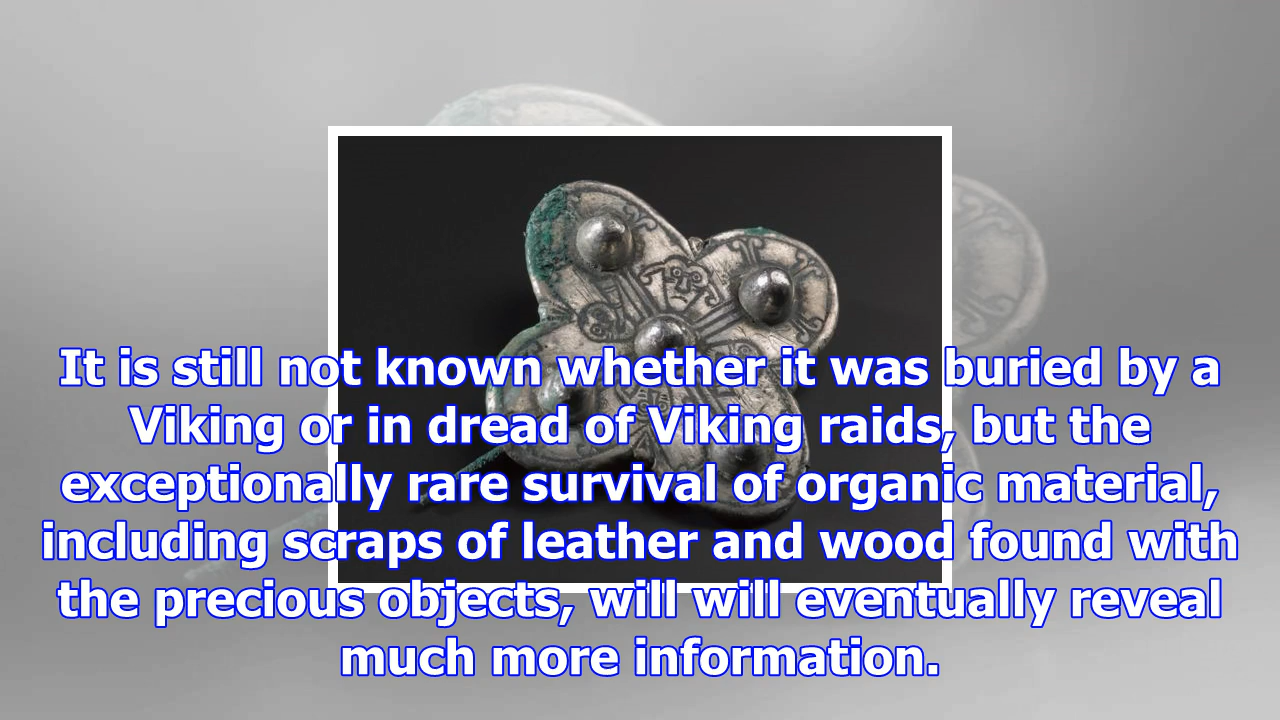 It is still not known whether it was buried by a
Viking or in dread of Viking raids, but the
exceptionally rare survival of organic material,
including scraps of leather and wood found with
the precious objects, will will eventually reveal
much more information.